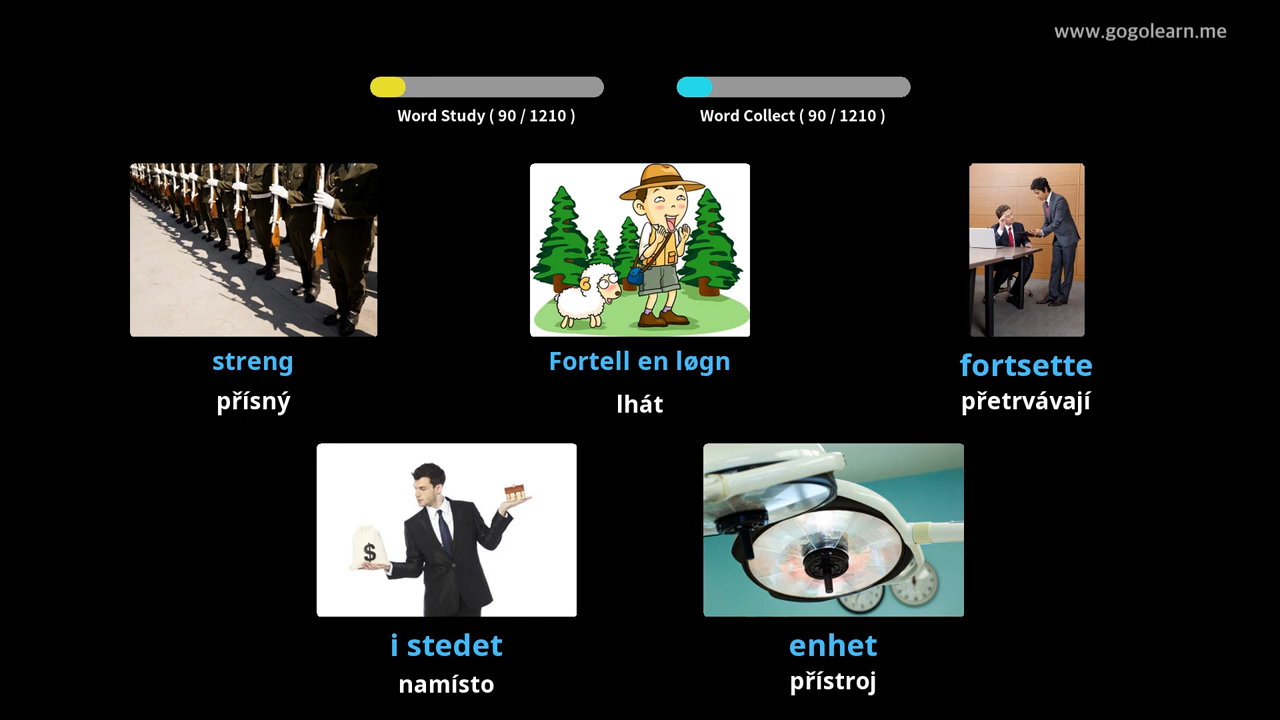 www.gogolearn.me
Word Study ( 90 / 1210 )
Word Collect ( 90 / 1210 )
streng
přísný
Fortell en løgn
lhát
fortsette
přetrvávají
$
i stedet
namísto
enhet
přístroj